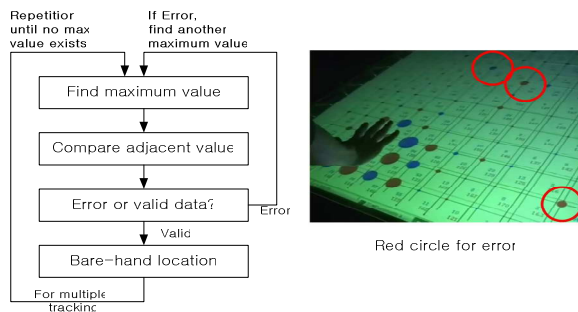 Repetition
until no max
value exists
If Error,
find another
maximum value
Find maximum value
Compare adjacent value
Error or valid data?
Error
Valid
Bare-hand location
For multiple
tracking
Red circle for error